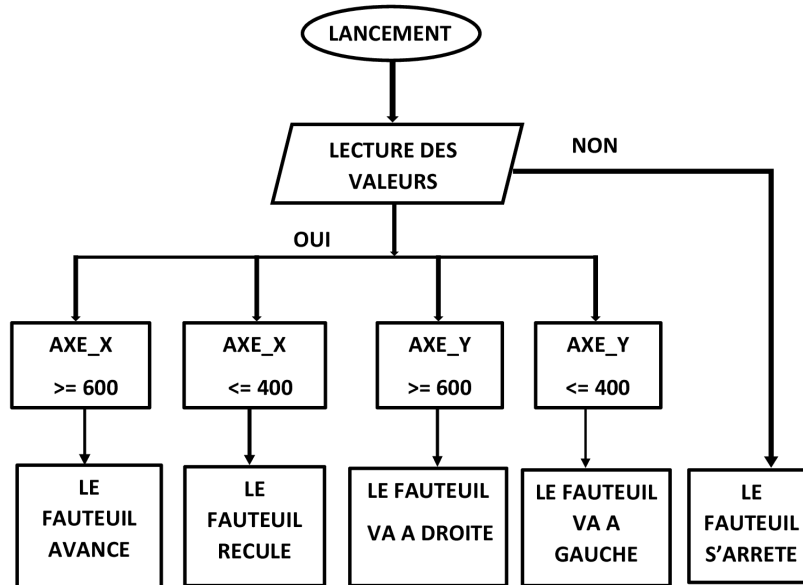 LANCEMENT
LECTURE DES
VALEURS
NON
OUI
AXE_X
>= 600
AXE_X
<= 400
AXE_Y
>= 600
AXE_Y
<= 400
LE
FAUTEUIL
AVANCE
LE
FAUTEUIL
RECULE
LE FAUTEUIL
VA A DROITE
LE FAUTEUIL
VA A
GAUCHE
LE
FAUTEUIL
S’ARRETE